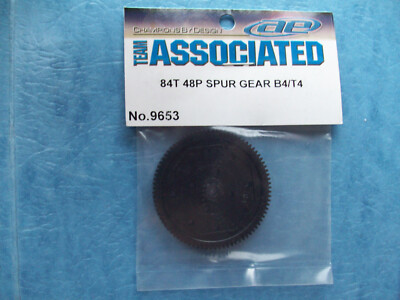 CHAMPIONS BY DESIGN
ae
TEAM
ASSOCIATED
84T 48P SPUR GEAR B4/T4
No.9653